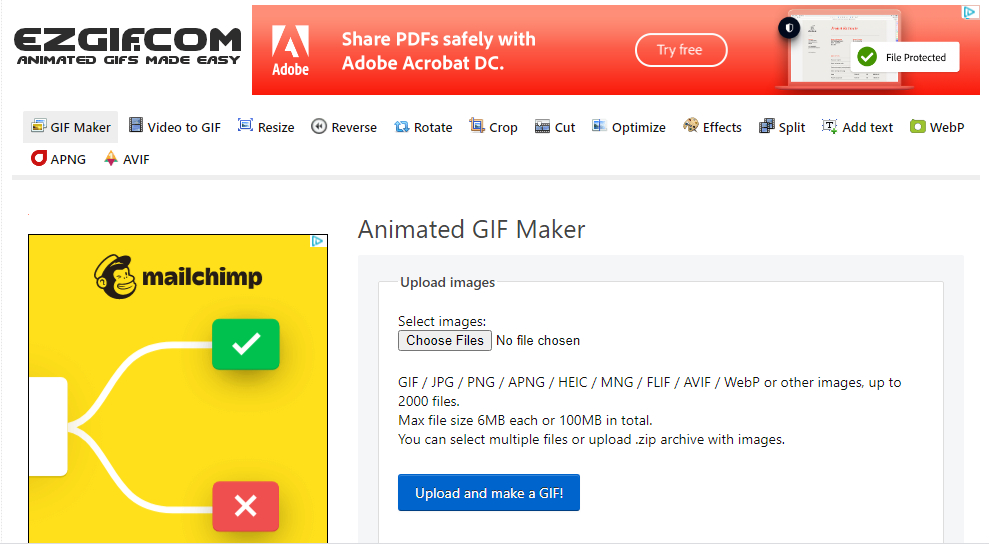 EZGIF.COM
ANIMATED GIFS MADE EASY
Adobe
Share PDFs safely with
Adobe Acrobat DC.
Try free
File Protected
GIF Maker Video to GIF Resize Reverse Rotate Crop Cut Optimize Effects Split Add text WebP
APNG AVIF
mailchimp
Animated GIF Maker
Upload images
Select images:
Choose Files No file chosen
GIF / JPG / PNG / APNG / HEIC / MNG / FLIF / AVIF / WebP or other images, up to
2000 files.
Max file size 6MB each or 100MB in total.
You can select multiple files or upload .zip archive with images.
Upload and make a GIF!